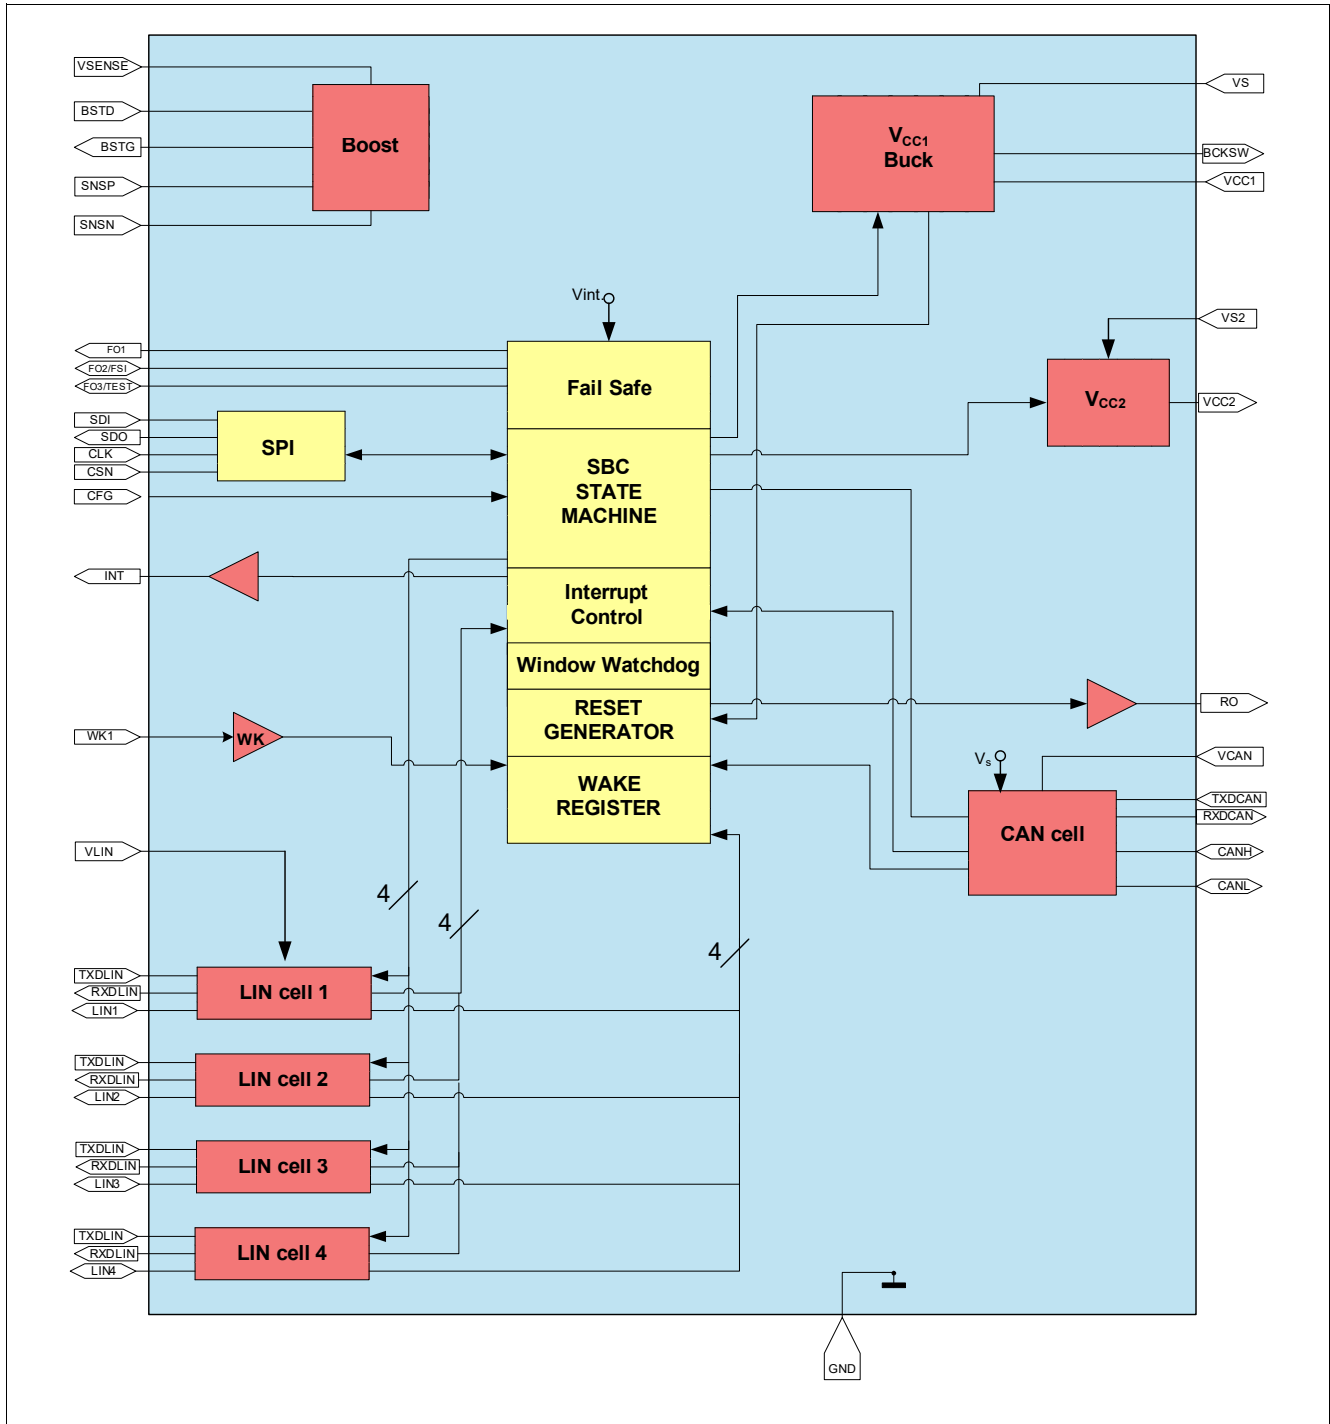 VSENSE
BSTD
BSTG
SNSP
SNSN
Boost
VCC1
Buck
VS
BCKSW
VCC1
Vint.
VS2
VCC2
VCC2
FO1
FO2/FSI
FO3/TEST
SDI
SDO
CLK
CSN
CFG
SPI
Fail Safe
SBC
STATE
MACHINE
INT
Interrupt
Control
Window Watchdog
RESET
GENERATOR
WAKE
REGISTER
RO
WK1
WK
Vs
VCAN
TXDCAN
RXDCAN
CANH
CANL
CAN cell
VLIN
4
4
4
TXDLIN
RXDLIN
LIN1
LIN cell 1
TXDLIN
RXDLIN
LIN2
LIN cell 2
TXDLIN
RXDLIN
LIN3
LIN cell 3
TXDLIN
RXDLIN
LIN4
LIN cell 4
GND